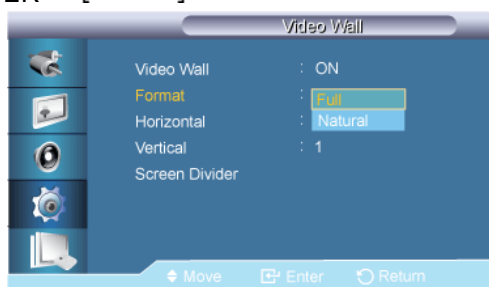 Video Wall
Video Wall : ON
Format : Full
Horizontal : Natural
Vertical : 1
Screen Divider
Move Enter Return